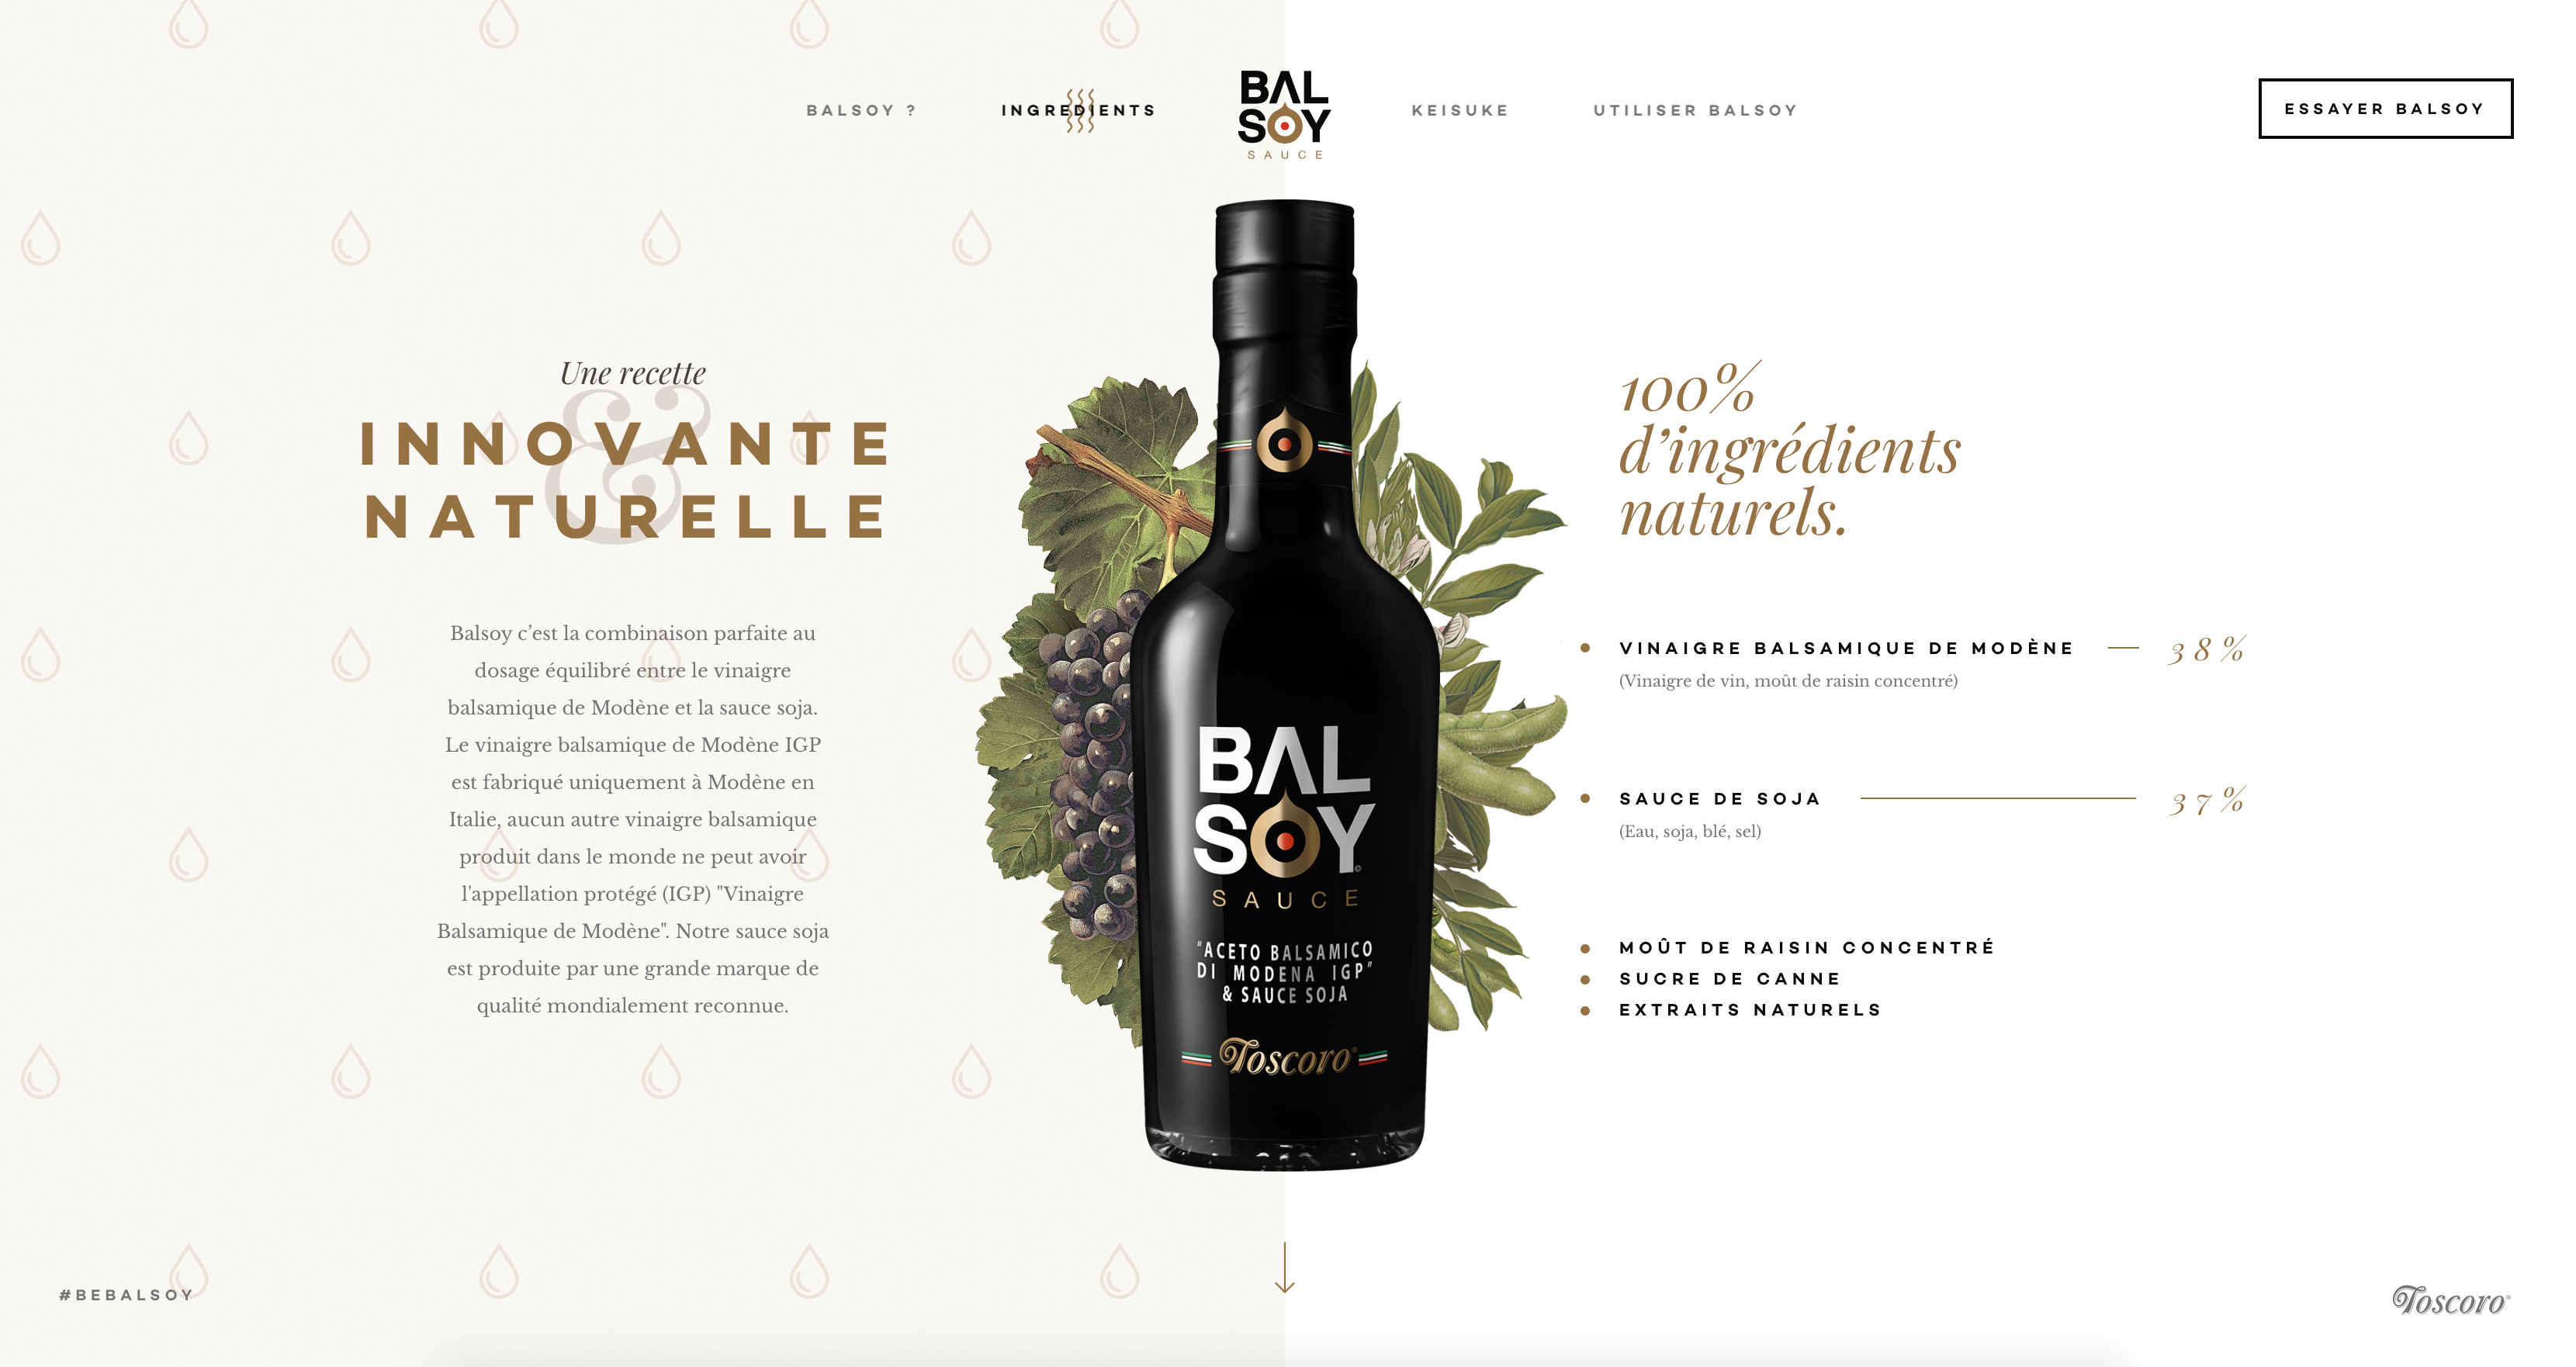 BALSOY ?
INGREDIENTS
BAL
SOY
SAUCE
KEISUKE
UTILISER BALSOY
ESSAYER BALSOY
Une recette
&
INNOVANTE
NATURELLE
Balsoy c’est la combinaison parfaite au
dosage équilibré entre le vinaigre
balsamique de Modène et la sauce soja.
Le vinaigre balsamique de Modène IGP
est fabriqué uniquement à Modène en
Italie, aucun autre vinaigre balsamique
produit dans le monde ne peut avoir
l'appellation protégé (IGP) "Vinaigre
Balsamique de Modène". Notre sauce soja
est produite par une grande marque de
qualité mondialement reconnue.
BAL
SOY©
SAUCE
“ACETO BALSAMICO
DI MODENA IGP”
& SAUCE SOJA
Toscoro®
100%
d’ingrédients
naturels.
VINAIGRE BALSAMIQUE DE MODÈNE 38%
(Vinaigre de vin, moût de raisin concentré)
SAUCE DE SOJA 37%
(Eau, soja, blé, sel)
MOÛT DE RAISIN CONCENTRÉ
SUCRE DE CANNE
EXTRAITS NATURELS
#BEBALSOY
Toscoro®